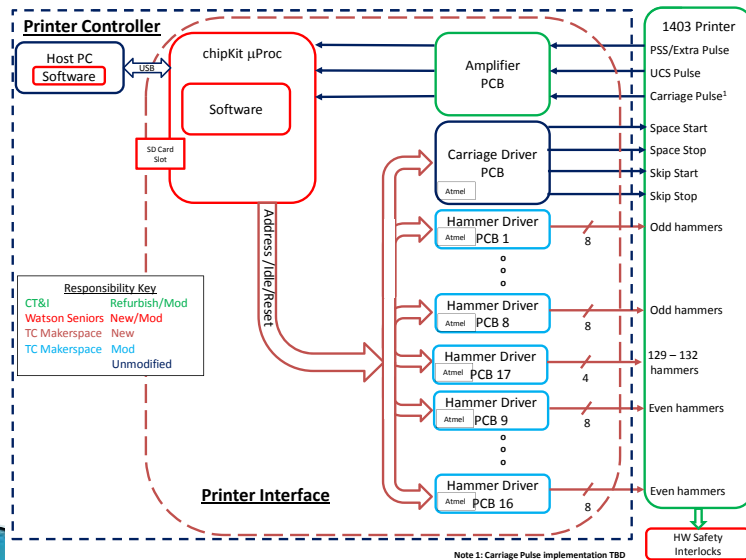 Printer Controller
Host PC
Software
USB
chipKit µProc
Software
SD Card
Slot
Amplifier
PCB
1403 Printer
PSS/Extra Pulse
UCS Pulse
Carriage Pulse1
Carriage Driver
PCB
Atmel
Space Start
Space Stop
Skip Start
Skip Stop
Address /Idle/Reset
Hammer Driver
PCB 1
Atmel
8
Odd hammers
o
o
o
Hammer Driver
PCB 8
Atmel
8
Odd hammers
Hammer Driver
PCB 17
Atmel
4
129 – 132
hammers
Hammer Driver
PCB 9
Atmel
8
Even hammers
o
o
o
Hammer Driver
PCB 16
Atmel
8
Even hammers
Responsibility Key
CT&I Refurbish/Mod
Watson Seniors New/Mod
TC Makerspace New
TC Makerspace Mod
Unmodified
Printer Interface
HW Safety
Interlocks
Note 1: Carriage Pulse implementation TBD